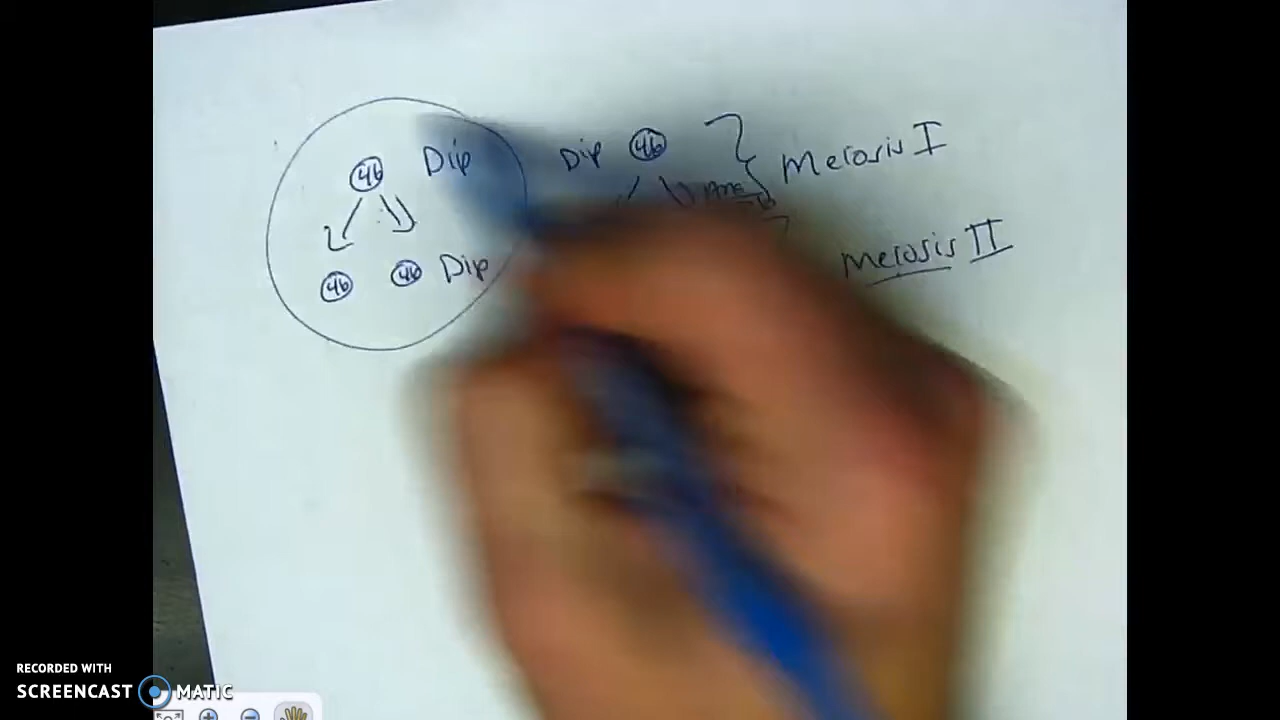 46 Dip
46 46 Dip
Dip 46
Meiosis I
Meiosis II
RECORDED WITH
SCREENCAST MATIC